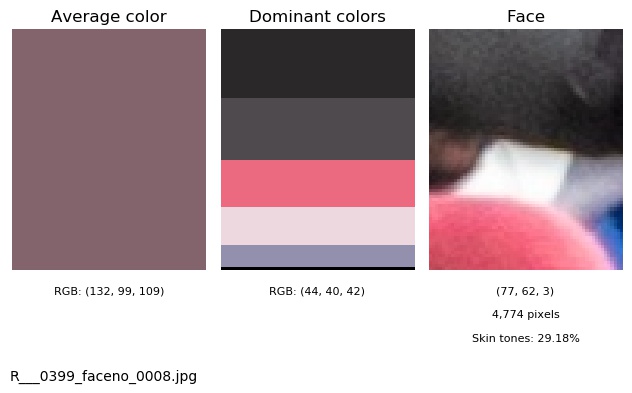 Average color
Dominant colors
Face
RGB: (132, 99, 109)
RGB: (44, 40, 42)
(77, 62, 3)
4,774 pixels
Skin tones: 29.18%
R___0399_faceno_0008.jpg